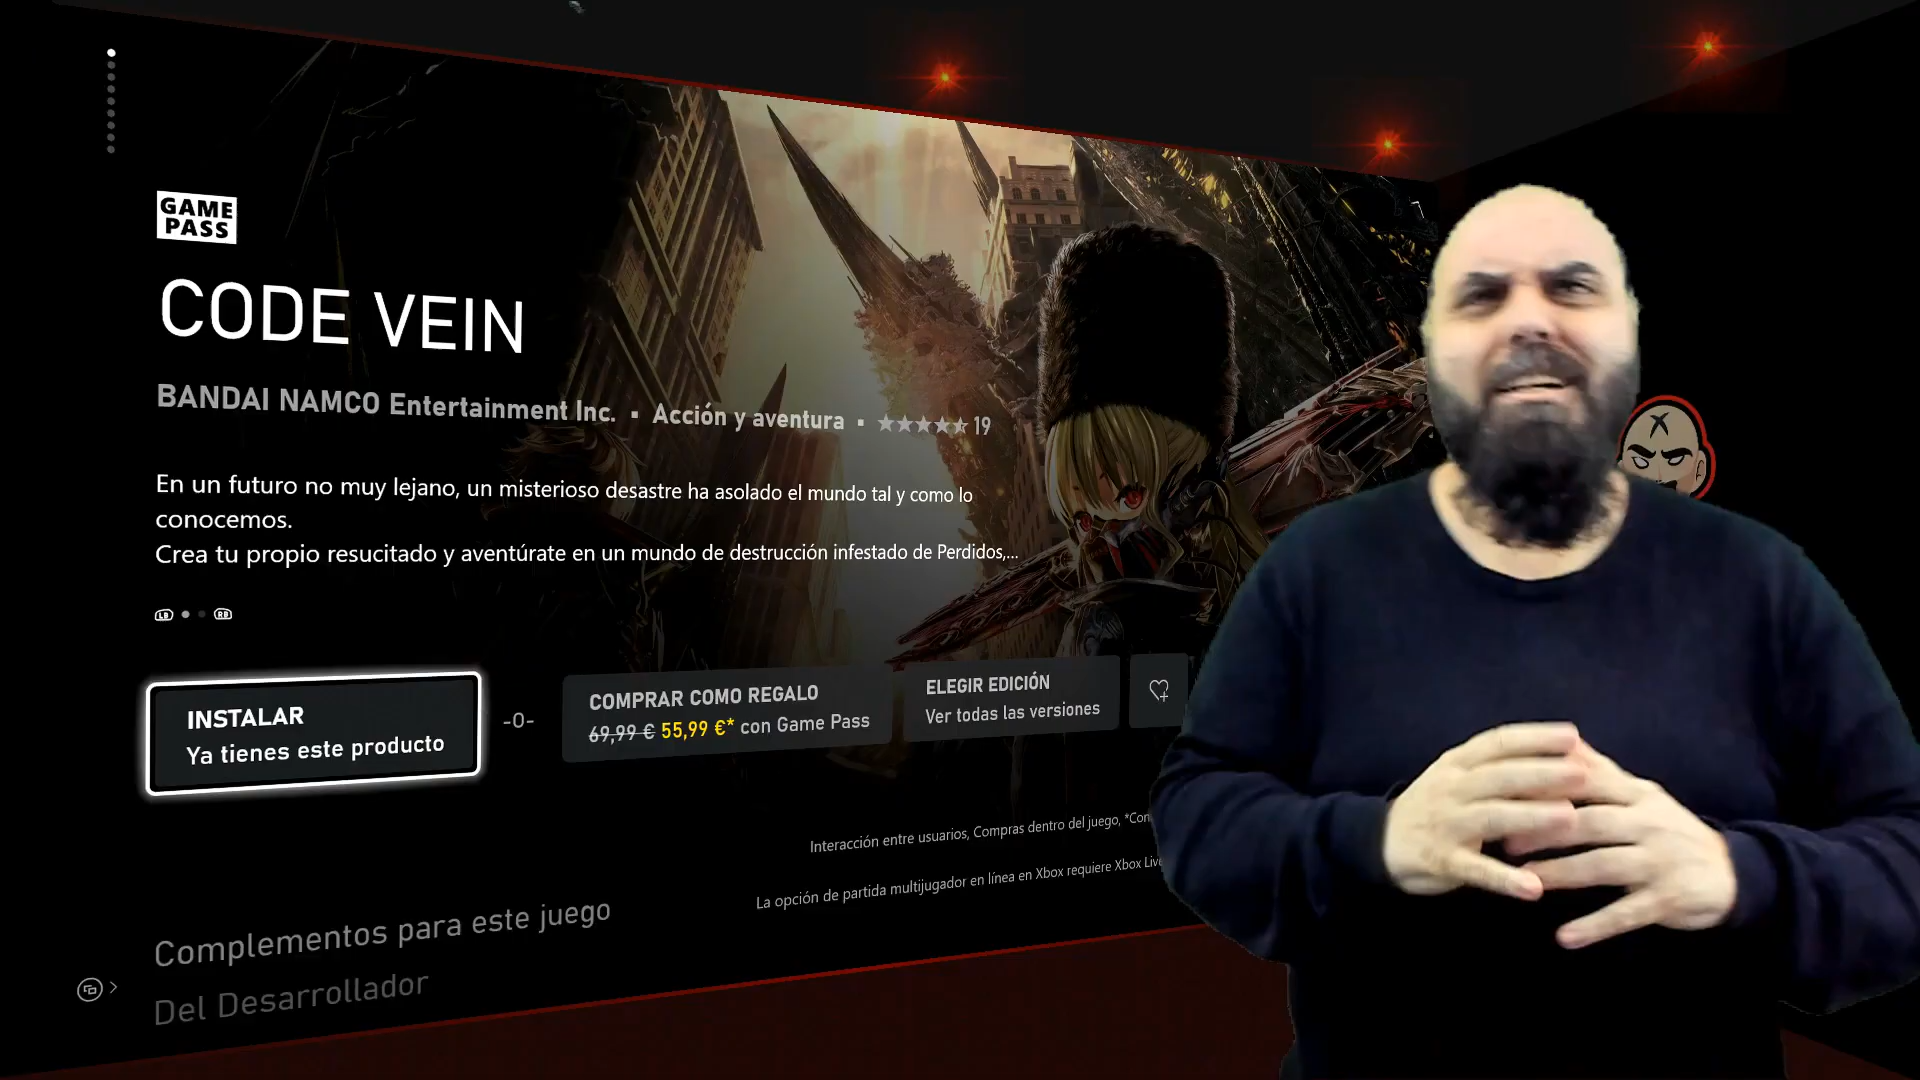 GAME
PASS
CODE VEIN
BANDAI NAMCO Entertainment Inc. ▪ Acción y aventura ▪ ★★★★★ 19
En un futuro no muy lejano, un misterioso desastre ha asolado el mundo tal y como lo
conocemos.
Crea tu propio resucitado y aventúrate en un mundo de destrucción infestado de Perdidos,...
LB RB
INSTALAR
Ya tienes este producto
-O-
COMPRAR COMO REGALO
69,99 € 55,99 €* con Game Pass
ELEGIR EDICIÓN
Ver todas las versiones
Interacción entre usuarios, Compras dentro del juego,
La opción de partida multijugador en línea en Xbox requiere Xbox
Complementos para este juego
Del Desarrollador